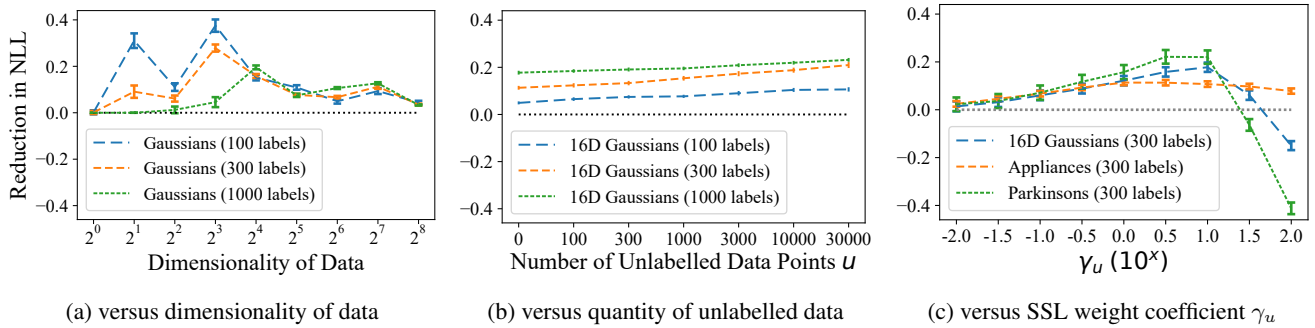 Reduction in NLL
0.4
0.2
0.0
−0.2
−0.4
Gaussians (100 labels)
Gaussians (300 labels)
Gaussians (1000 labels)
2^0 2^1 2^2 2^3 2^4 2^5 2^6 2^7 2^8
Dimensionality of Data
(a) versus dimensionality of data
0.4
0.2
0.0
−0.2
−0.4
16D Gaussians (100 labels)
16D Gaussians (300 labels)
16D Gaussians (1000 labels)
0 100 300 1000 3000 10000 30000
Number of Unlabelled Data Points u
(b) versus quantity of unlabelled data
0.4
0.2
0.0
−0.2
−0.4
16D Gaussians (300 labels)
Appliances (300 labels)
Parkinsons (300 labels)
-2.0 -1.5 -1.0 -0.5 0.0 0.5 1.0 1.5 2.0
γ_u (10^x)
(c) versus SSL weight coefficient γ_u